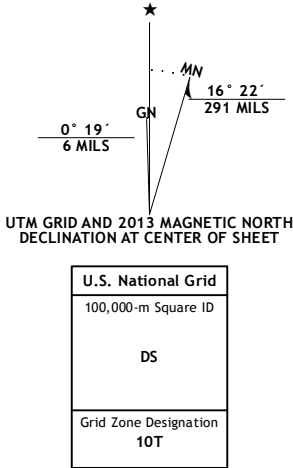 ★
MN
GN
16° 22´
291 MILS
0° 19´
6 MILS
UTM GRID AND 2013 MAGNETIC NORTH
DECLINATION AT CENTER OF SHEET
U.S. National Grid
100,000-m Square ID
DS
Grid Zone Designation
10T